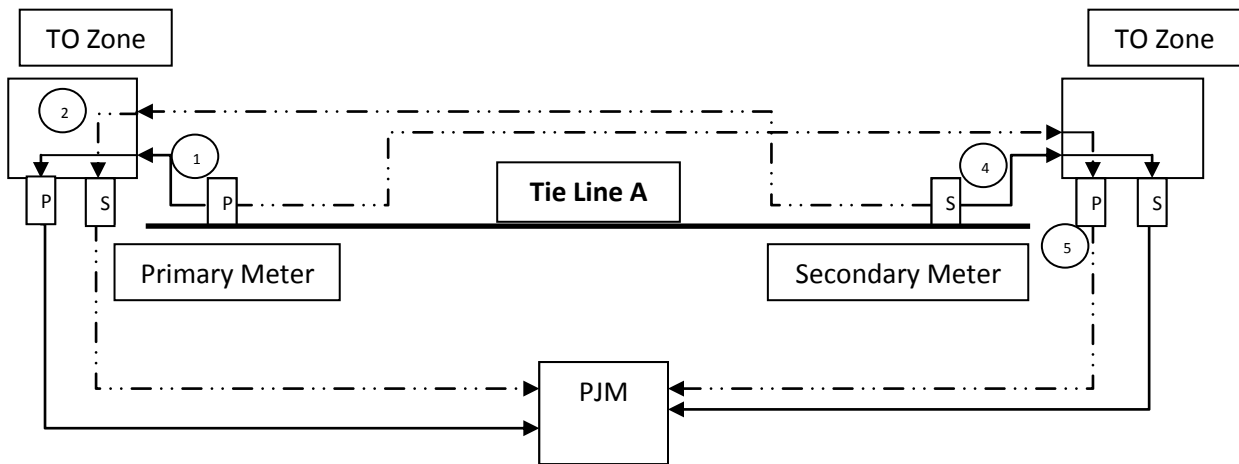 TO Zone
TO Zone
2
1
4
P
S
P
Tie Line A
S
P
S
5
Primary Meter
Secondary Meter
PJM